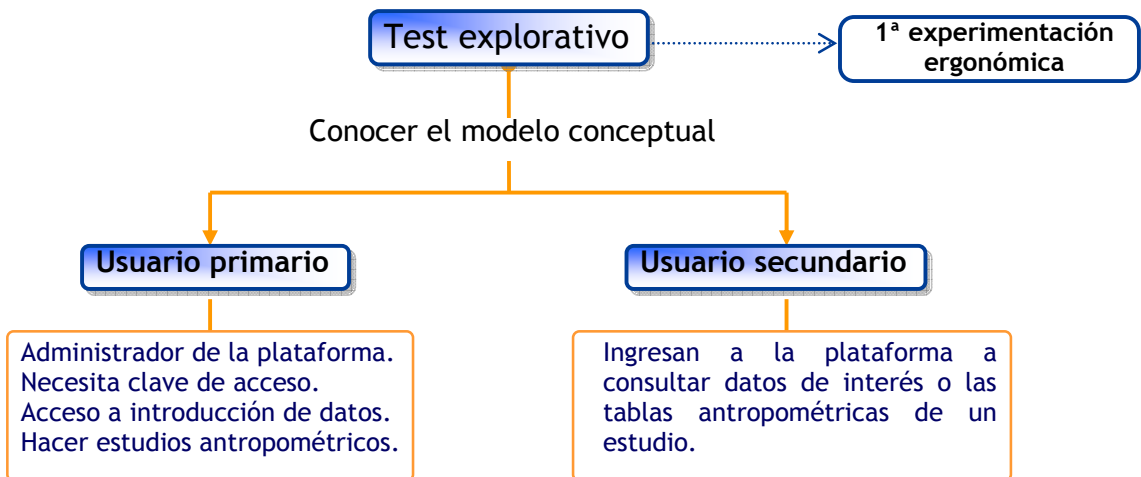 Test explorativo
1ª experimentación
ergonómica
Conocer el modelo conceptual
Usuario primario
Usuario secundario
Administrador de la plataforma.
Necesita clave de acceso.
Acceso a introducción de datos.
Hacer estudios antropométricos.
Ingresan a la plataforma a
consultar datos de interés o las
tablas antropométricas de un
estudio.